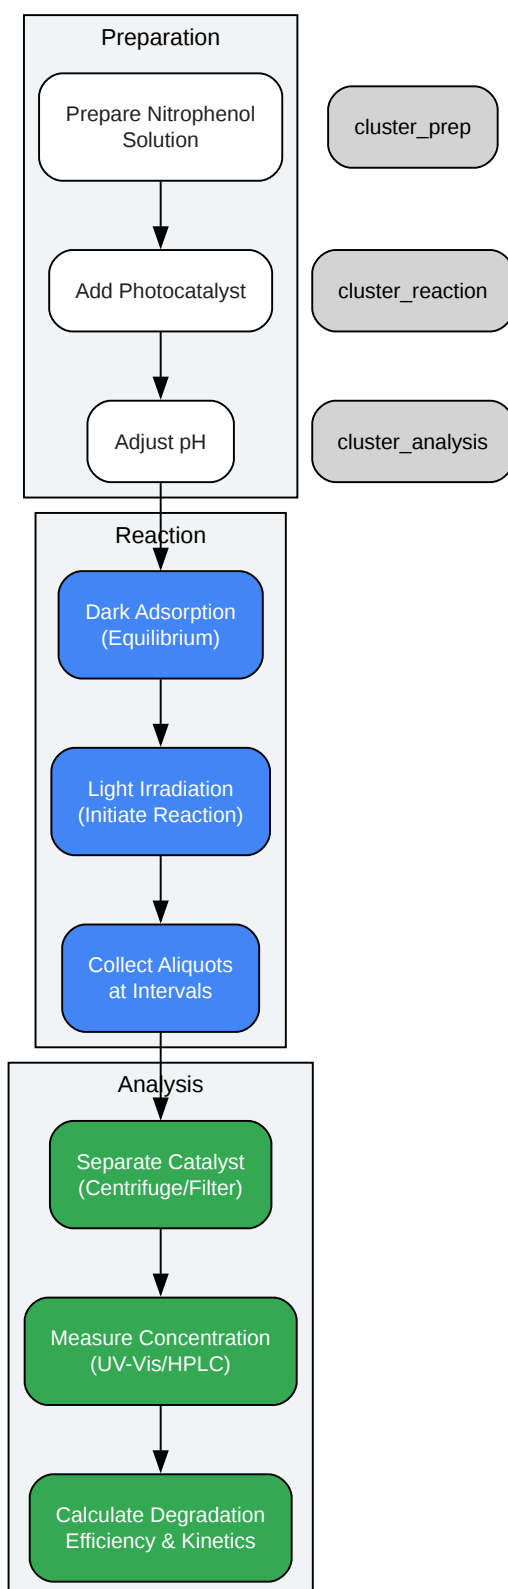 Preparation
Prepare Nitrophenol
Solution
cluster_prep
Add Photocatalyst
cluster_reaction
Adjust pH
cluster_analysis
Reaction
Dark Adsorption
(Equilibrium)
Light Irradiation
(Initiate Reaction)
Collect Aliquots
at Intervals
Analysis
Separate Catalyst
(Centrifuge/Filter)
Measure Concentration
(UV-Vis/HPLC)
Calculate Degradation
Efficiency & Kinetics